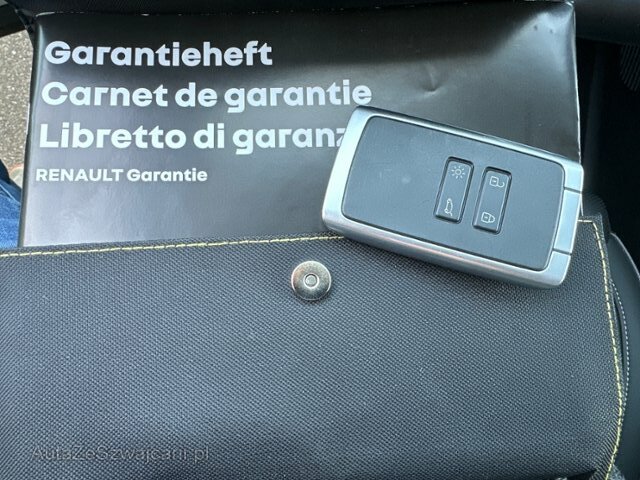 Garantieheft
Carnet de garantie
Libretto di garanz
RENAULT Garantie
AutaZeSzwajcarii.pl